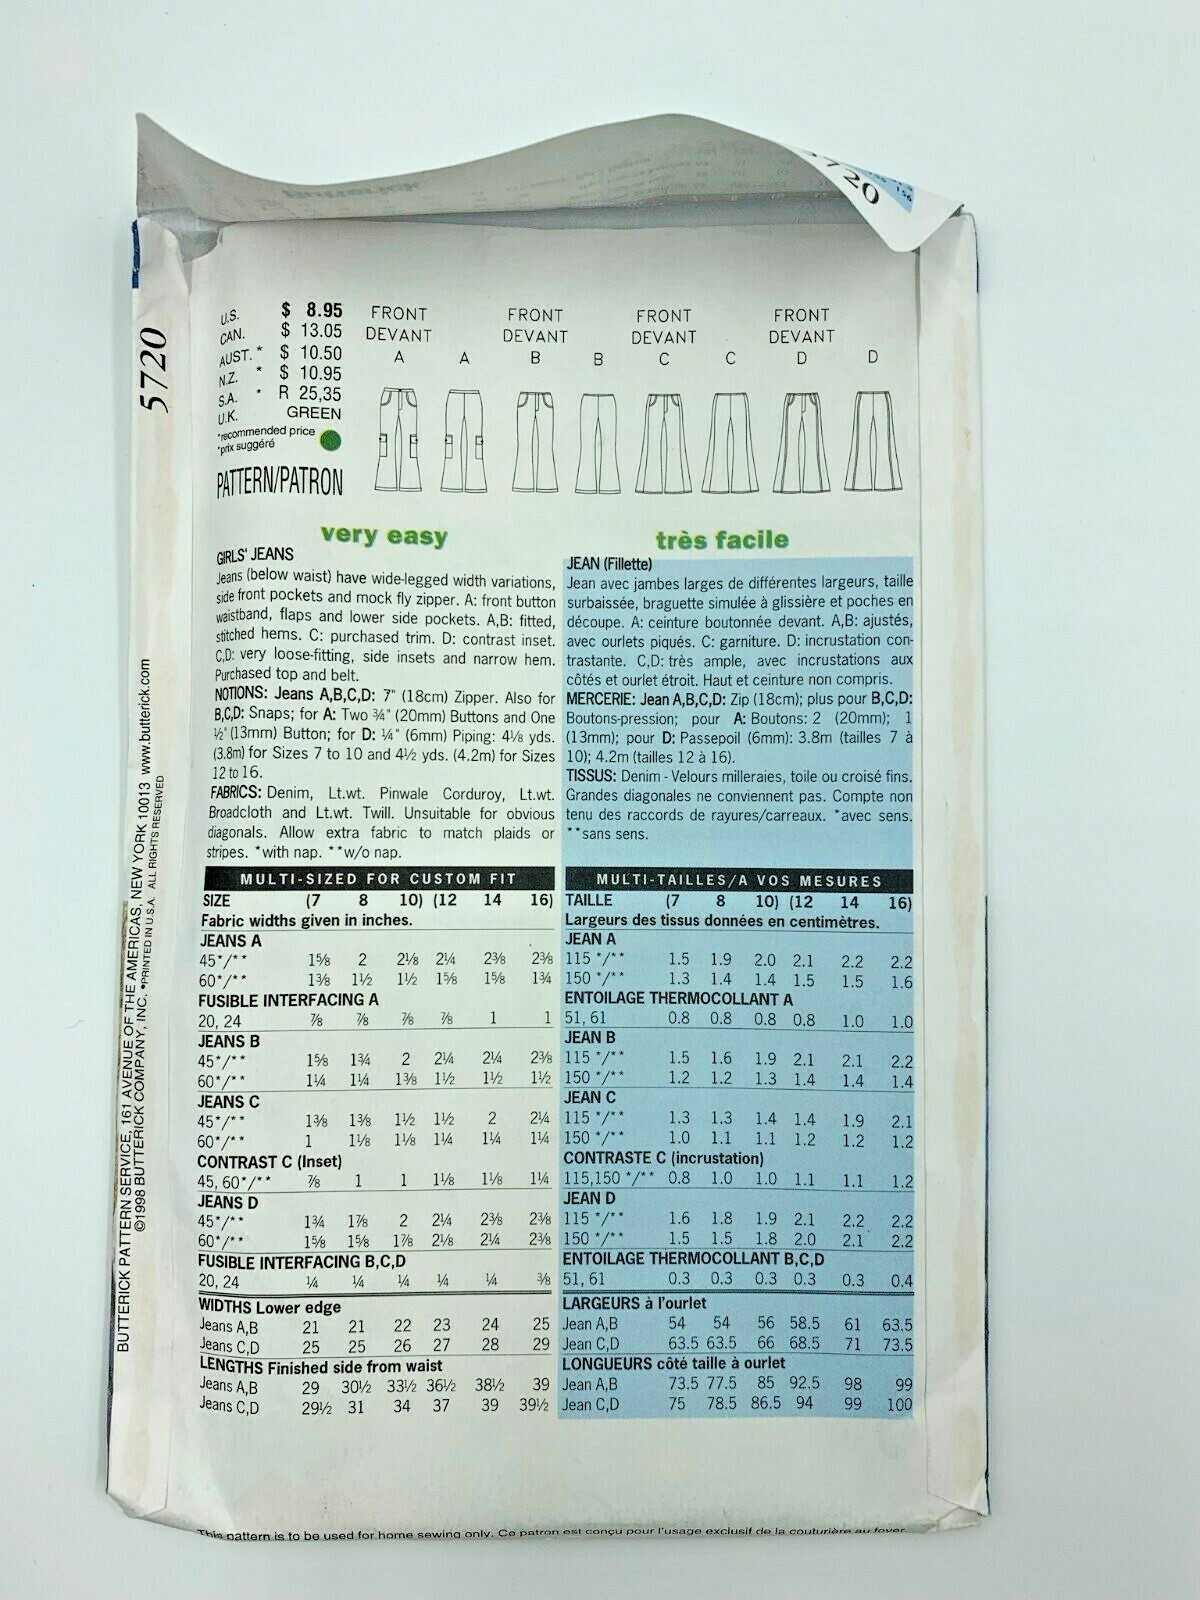 5720
156
5720
BUTTERICK PATTERN SERVICE, 161 AVENUE OF THE AMERICAS, NEW YORK 10013 www.butterick.com
©1998 BUTTERICK COMPANY, INC. •PRINTED IN U.S.A. ALL RIGHTS RESERVED
U.S. $ 8.95
CAN. $ 13.05
AUST. * $ 10.50
N.Z. * $ 10.95
S.A. * R 25,35
U.K. GREEN
*recommended price
*prix suggéré
PATTERN/PATRON
FRONT FRONT FRONT FRONT
DEVANT DEVANT DEVANT DEVANT
A A B B C C D D
very easy
GIRLS' JEANS
Jeans (below waist) have wide-legged width variations,
side front pockets and mock fly zipper. A: front button
waistband, flaps and lower side pockets. A,B: fitted,
stitched hems. C: purchased trim. D: contrast inset.
C,D: very loose-fitting, side insets and narrow hem.
Purchased top and belt.
NOTIONS: Jeans A,B,C,D: 7" (18cm) Zipper. Also for
B,C,D: Snaps; for A: Two ¾" (20mm) Buttons and One
½" (13mm) Button; for D: ¼" (6mm) Piping: 4⅛ yds.
(3.8m) for Sizes 7 to 10 and 4½ yds. (4.2m) for Sizes
12 to 16.
FABRICS: Denim, Lt.wt. Pinwale Corduroy, Lt.wt.
Broadcloth and Lt.wt. Twill. Unsuitable for obvious
diagonals. Allow extra fabric to match plaids or
stripes. *with nap. **w/o nap.
MULTI-SIZED FOR CUSTOM FIT
SIZE (7 8 10) (12 14 16)
Fabric widths given in inches.
JEANS A
45*/** 1⅝ 2 2⅛ 2¼ 2⅜ 2⅜
60*/** 1⅜ 1½ 1½ 1⅝ 1⅝ 1¾
FUSIBLE INTERFACING A
20, 24 ⅞ ⅞ ⅞ ⅞ 1 1
JEANS B
45*/** 1⅝ 1¾ 2 2¼ 2¼ 2⅜
60*/** 1¼ 1¼ 1⅜ 1½ 1½ 1½
JEANS C
45*/** 1⅜ 1⅜ 1½ 1½ 2 2¼
60*/** 1 1⅛ 1⅛ 1¼ 1¼ 1¼
CONTRAST C (Inset)
45, 60*/** ⅞ 1 1 1⅛ 1⅛ 1¼
JEANS D
45*/** 1¾ 1⅞ 2 2¼ 2⅜ 2⅜
60*/** 1⅝ 1⅝ 1⅞ 2⅛ 2¼ 2⅜
FUSIBLE INTERFACING B,C,D
20, 24 ¼ ¼ ¼ ¼ ¼ ⅜
WIDTHS Lower edge
Jeans A,B 21 21 22 23 24 25
Jeans C,D 25 25 26 27 28 29
LENGTHS Finished side from waist
Jeans A,B 29 30½ 33½ 36½ 38½ 39
Jeans C,D 29½ 31 34 37 39 39½
très facile
JEAN (Fillette)
Jean avec jambes larges de différentes largeurs, taille
surbaissée, braguette simulée à glissière et poches en
découpe. A: ceinture boutonnée devant. A,B: ajustés,
avec ourlets piqués. C: garniture. D: incrustation con-
trastante. C,D: très ample, avec incrustations aux
côtés et ourlet étroit. Haut et ceinture non compris.
MERCERIE: Jean A,B,C,D: Zip (18cm); plus pour B,C,D:
Boutons-pression; pour A: Boutons: 2 (20mm); 1
(13mm); pour D: Passepoil (6mm): 3.8m (tailles 7 à
10); 4.2m (tailles 12 à 16).
TISSUS: Denim - Velours milleraies, toile ou croisé fins.
Grandes diagonales ne conviennent pas. Compte non
tenu des raccords de rayures/carreaux. *avec sens.
**sans sens.
MULTI-TAILLES/A VOS MESURES
TAILLE (7 8 10) (12 14 16)
Largeurs des tissus données en centimètres.
JEAN A
115 */** 1.5 1.9 2.0 2.1 2.2 2.2
150 */** 1.3 1.4 1.4 1.5 1.5 1.6
ENTOILAGE THERMOCOLLANT A
51, 61 0.8 0.8 0.8 0.8 1.0 1.0
JEAN B
115 */** 1.5 1.6 1.9 2.1 2.1 2.2
150 */** 1.2 1.2 1.3 1.4 1.4 1.4
JEAN C
115 */** 1.3 1.3 1.4 1.4 1.9 2.1
150 */** 1.0 1.1 1.1 1.2 1.2 1.2
CONTRASTE C (incrustation)
115,150 */** 0.8 1.0 1.0 1.1 1.1 1.2
JEAN D
115 */** 1.6 1.8 1.9 2.1 2.2 2.2
150 */** 1.5 1.5 1.8 2.0 2.1 2.2
ENTOILAGE THERMOCOLLANT B,C,D
51, 61 0.3 0.3 0.3 0.3 0.3 0.4
LARGEURS à l'ourlet
Jean A,B 54 54 56 58.5 61 63.5
Jean C,D 63.5 63.5 66 68.5 71 73.5
LONGUEURS côté taille à ourlet
Jean A,B 73.5 77.5 85 92.5 98 99
Jean C,D 75 78.5 86.5 94 99 100
This pattern is to be used for home sewing only. Ce patron est conçu pour l'usage exclusif de la couturière au foyer.